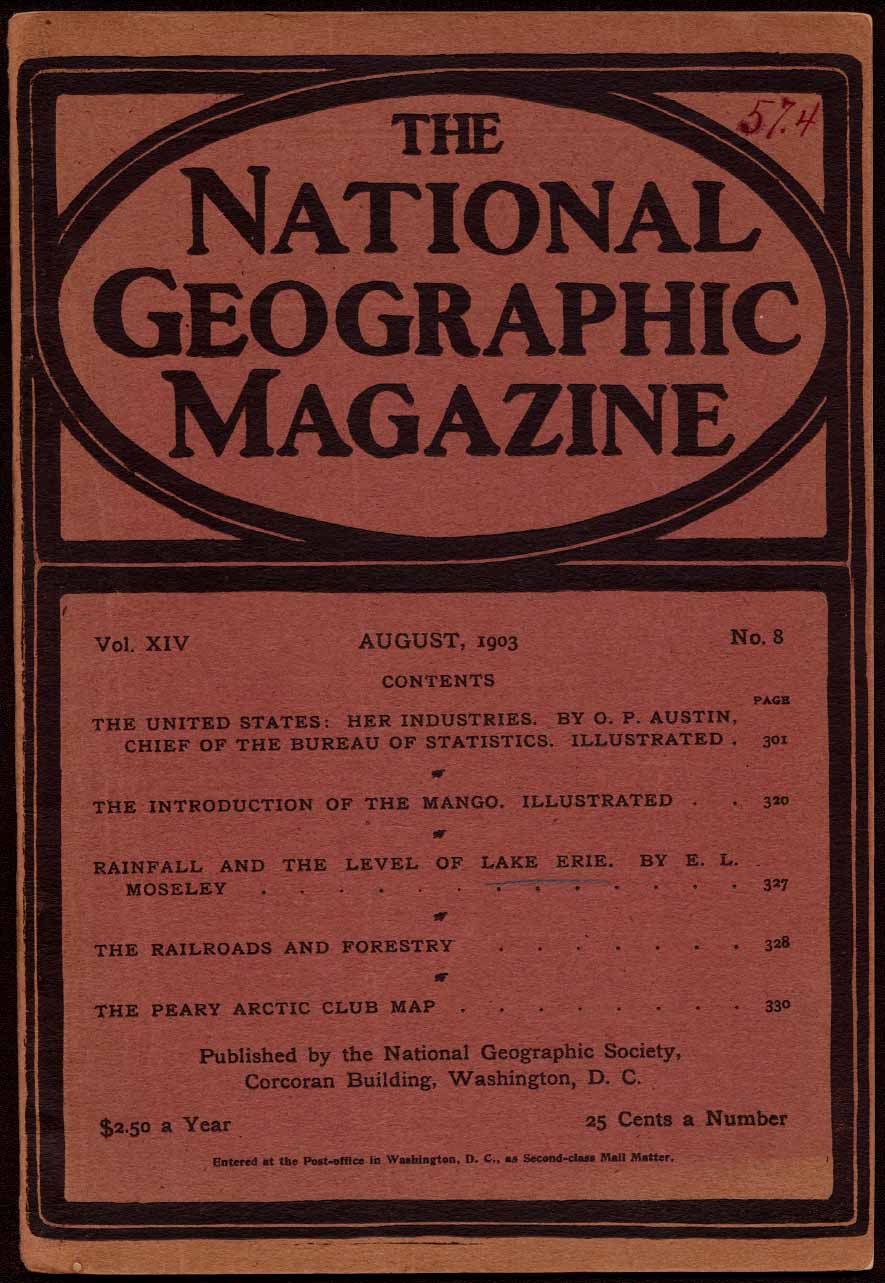 57.4
THE
NATIONAL
GEOGRAPHIC
MAGAZINE
Vol. XIV AUGUST, 1903 No. 8
CONTENTS
PAGE
THE UNITED STATES: HER INDUSTRIES. BY O. P. AUSTIN,
CHIEF OF THE BUREAU OF STATISTICS. ILLUSTRATED . 301
THE INTRODUCTION OF THE MANGO. ILLUSTRATED . . 320
RAINFALL AND THE LEVEL OF LAKE ERIE. BY E. L.
MOSELEY . . . . . . . . . . . . . 327
THE RAILROADS AND FORESTRY . . . . . . . 328
THE PEARY ARCTIC CLUB MAP . . . . . . . . 330
Published by the National Geographic Society,
Corcoran Building, Washington, D. C.
$2.50 a Year 25 Cents a Number
Entered at the Post-office in Washington, D. C., as Second-class Mail Matter.